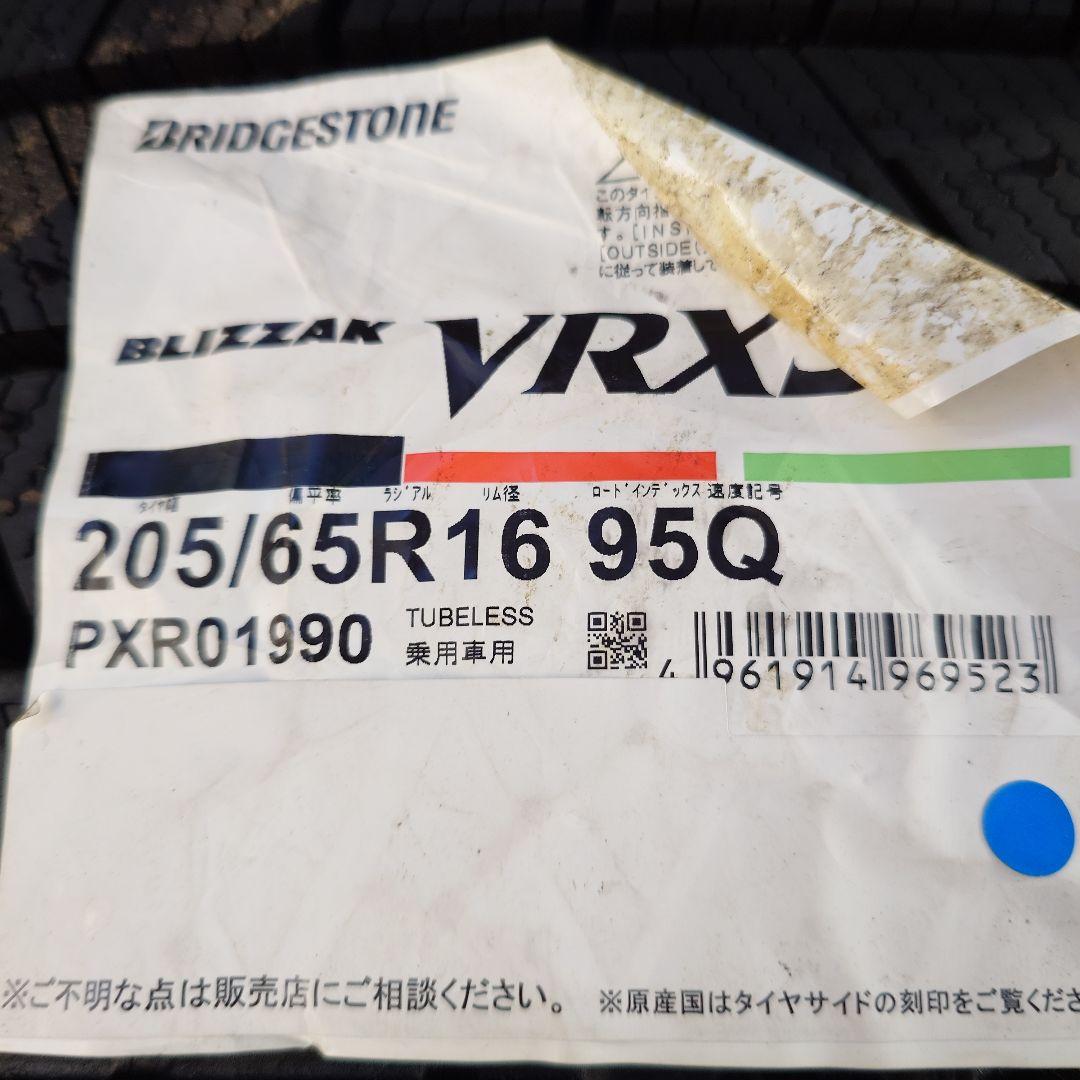 BRIDGESTONE
このタイ
転方向指
す。[INS
[OUTSIDE(
に従って装着して
BLIZZAK VRX3
タイヤ幅 偏平率 ラジアル リム径 ロードインデックス 速度記号
205/65R16 95Q
PXR01990 TUBELESS
乗用車用
4 961914 969523
※ご不明な点は販売店にご相談ください。 ※原産国はタイヤサイドの刻印をご覧くださ